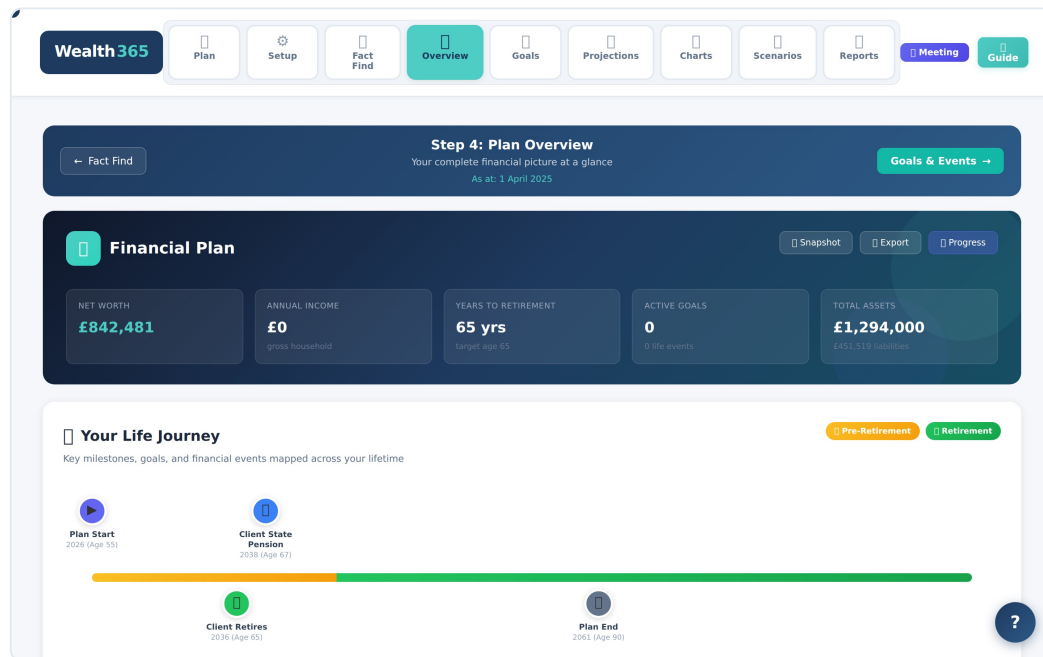 Wealth365
Plan
Setup
Fact
Find
Overview
Goals
Projections
Charts
Scenarios
Reports
Meeting
Guide
← Fact Find
Step 4: Plan Overview
Your complete financial picture at a glance
As at: 1 April 2025
Goals & Events →
Financial Plan
Snapshot
Export
Progress
NET WORTH
£842,481
ANNUAL INCOME
£0
gross household
YEARS TO RETIREMENT
65 yrs
target age 65
ACTIVE GOALS
0
0 life events
TOTAL ASSETS
£1,294,000
£451,519 liabilities
Your Life Journey
Pre-Retirement
Retirement
Key milestones, goals, and financial events mapped across your lifetime
Plan Start
2026 (Age 55)
Client State
Pension
2038 (Age 67)
Client Retires
2036 (Age 65)
Plan End
2061 (Age 90)
?